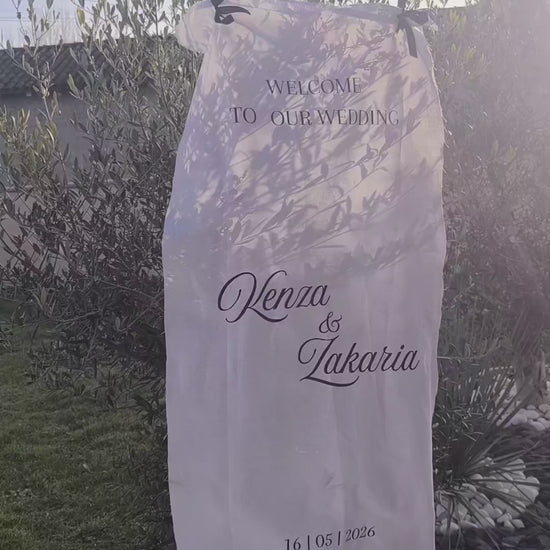 WELCOME
TO OUR WEDDING
Kenza
&
Zakaria
16 | 05 | 2026